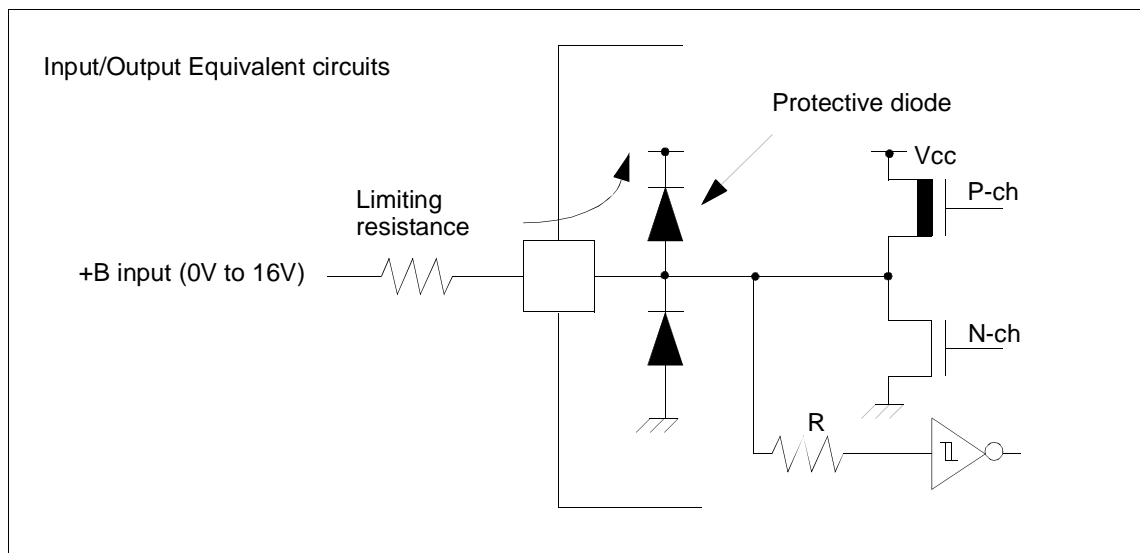 Input/Output Equivalent circuits
Protective diode
Vcc
P-ch
Limiting
resistance
+B input (0V to 16V)
N-ch
R